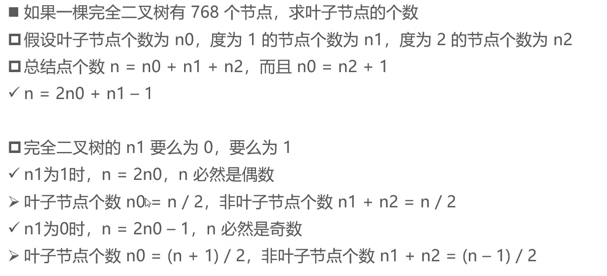 ■ 如果一棵完全二叉树有 768 个节点，求叶子节点的个数
□ 假设叶子节点个数为 n0，度为 1 的节点个数为 n1，度为 2 的节点个数为 n2
□ 总结点个数 n = n0 + n1 + n2，而且 n0 = n2 + 1
✓ n = 2n0 + n1 – 1
□ 完全二叉树的 n1 要么为 0，要么为 1
✓ n1为1时，n = 2n0，n 必然是偶数
➢ 叶子节点个数 n0 = n / 2，非叶子节点个数 n1 + n2 = n / 2
✓ n1为0时，n = 2n0 – 1，n 必然是奇数
➢ 叶子节点个数 n0 = (n + 1) / 2，非叶子节点个数 n1 + n2 = (n – 1) / 2